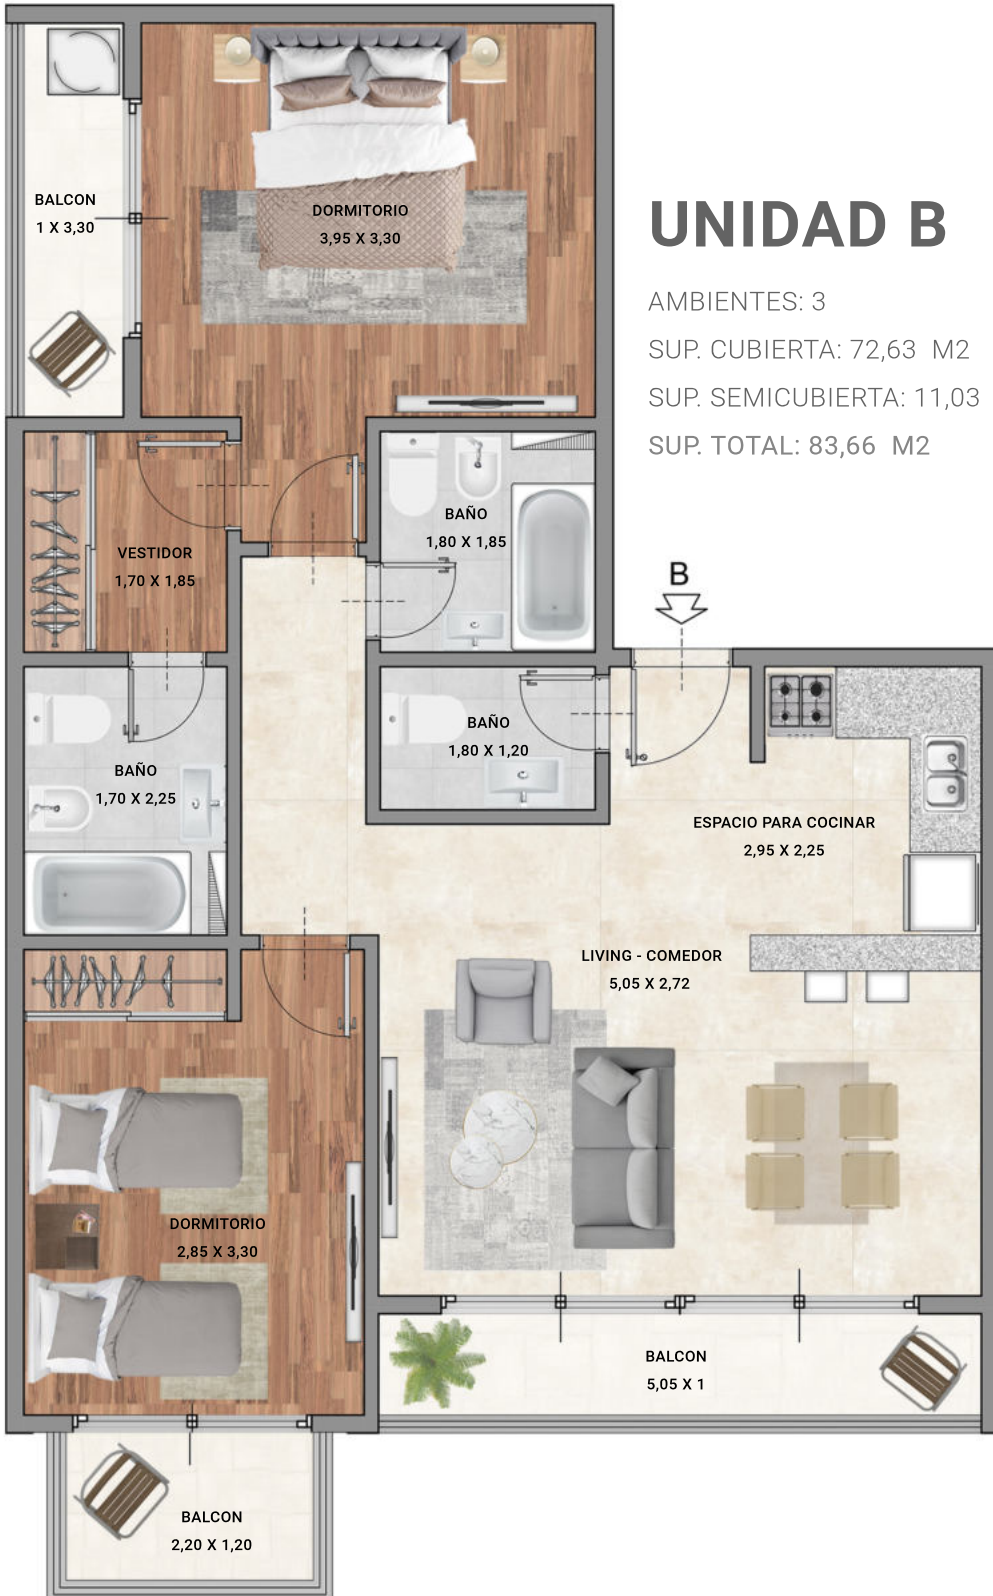 BALCON
1 X 3,30
DORMITORIO
3,95 X 3,30
UNIDAD B
AMBIENTES: 3
SUP. CUBIERTA: 72,63 M2
SUP. SEMICUBIERTA: 11,03
SUP. TOTAL: 83,66 M2
BAÑO
1,80 X 1,85
VESTIDOR
1,70 X 1,85
B
BAÑO
1,80 X 1,20
BAÑO
1,70 X 2,25
ESPACIO PARA COCINAR
2,95 X 2,25
LIVING - COMEDOR
5,05 X 2,72
DORMITORIO
2,85 X 3,30
BALCON
5,05 X 1
BALCON
2,20 X 1,20